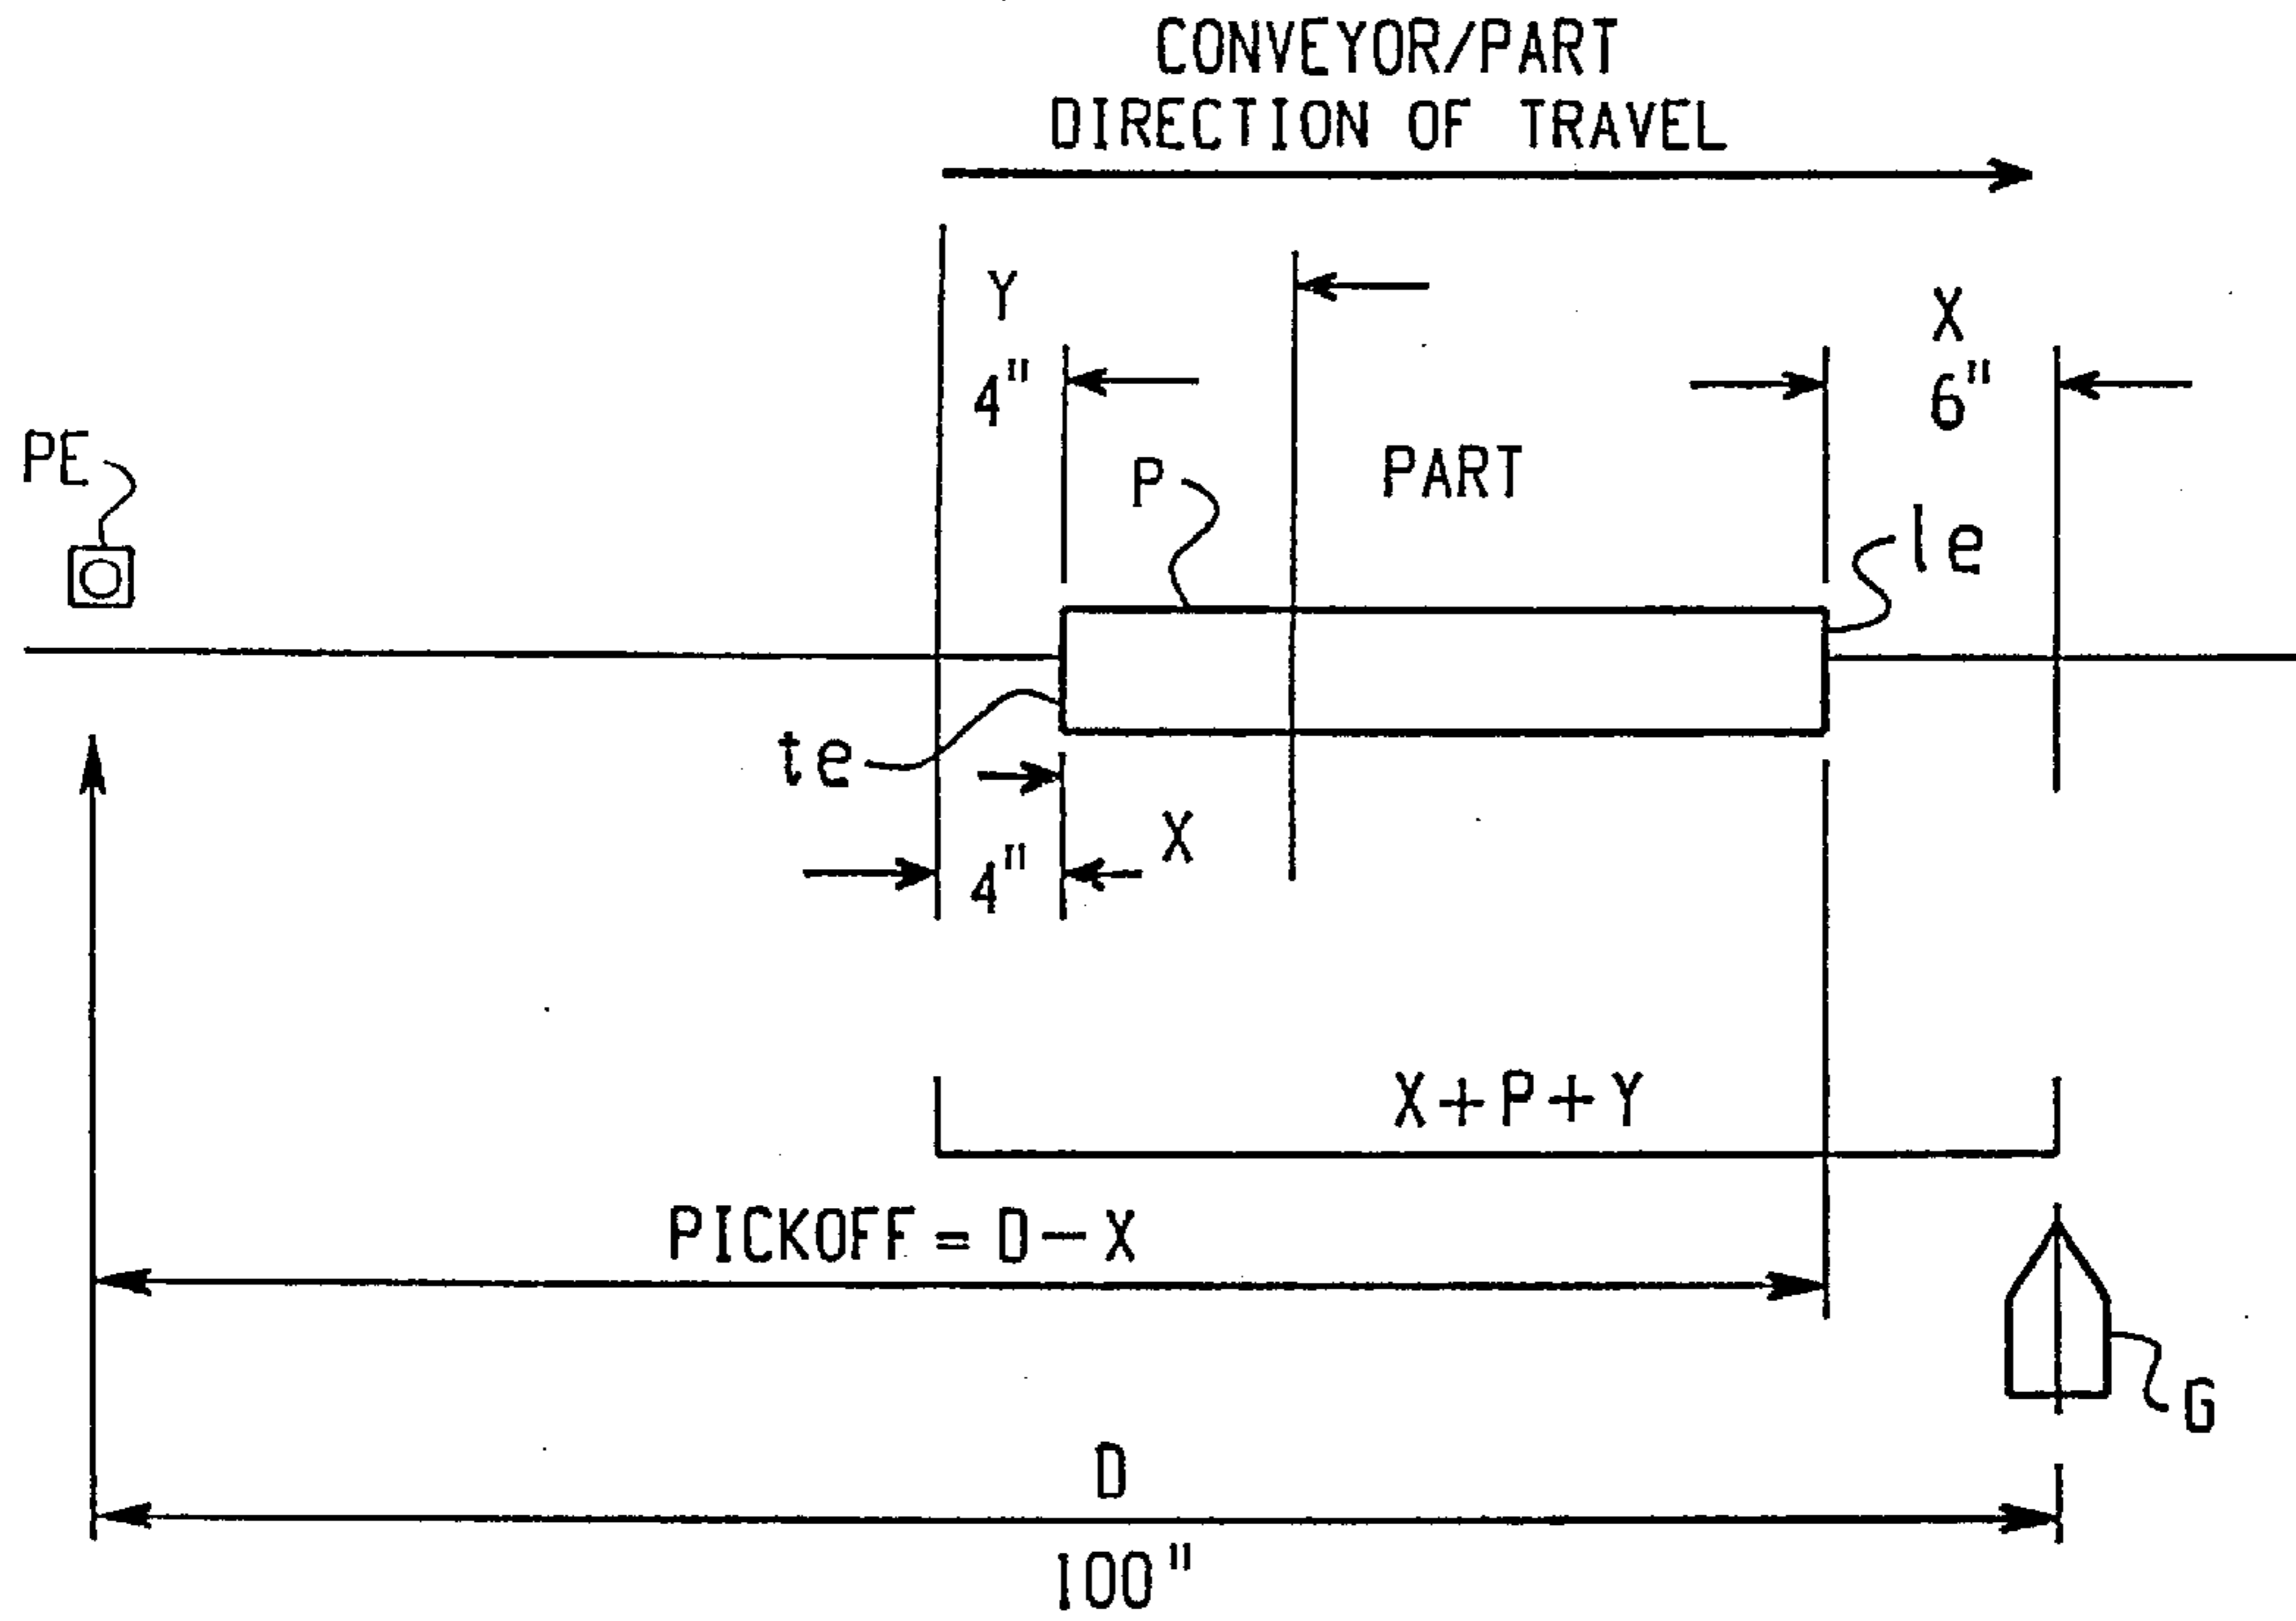 CONVEYOR/PART
DIRECTION OF TRAVEL
Y
4"
X
6"
PE
P
PART
le
te
X
4"
X+P+Y
PICKOFF = D-X
G
D
100"